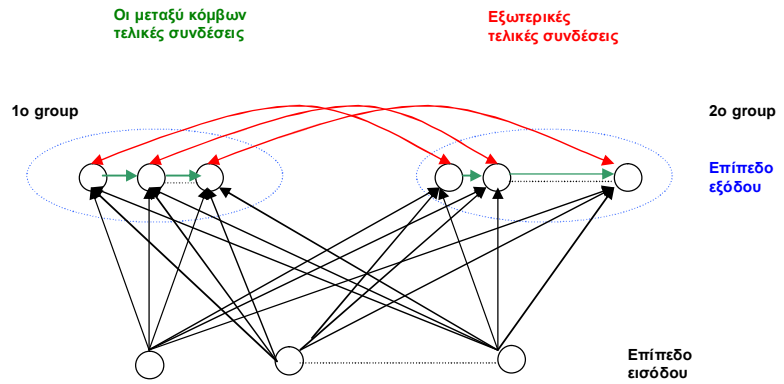 Οι μεταξύ κόμβων
τελικές συνδέσεις
Εξωτερικές
τελικές συνδέσεις
1ο group
2ο group
Επίπεδο
εξόδου
Επίπεδο
εισόδου